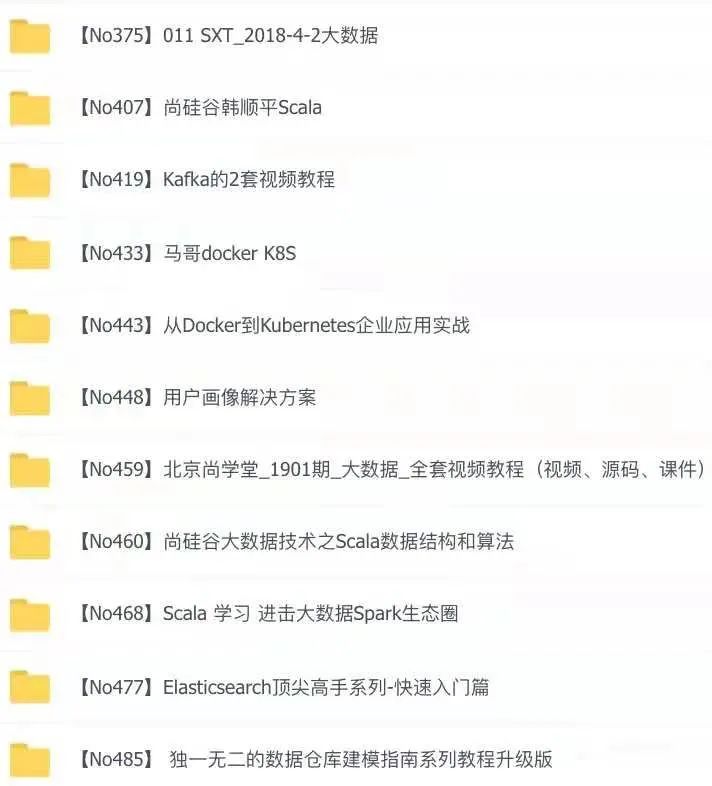 【No375】011 SXT_2018-4-2大数据
【No407】尚硅谷韩顺平Scala
【No419】Kafka的2套视频教程
【No433】马哥docker K8S
【No443】从Docker到Kubernetes企业应用实战
【No448】用户画像解决方案
【No459】北京尚学堂_1901期_大数据_全套视频教程（视频、源码、课件）
【No460】尚硅谷大数据技术之Scala数据结构和算法
【No468】Scala 学习 进击大数据Spark生态圈
【No477】Elasticsearch顶尖高手系列-快速入门篇
【No485】 独一无二的数据仓库建模指南系列教程升级版